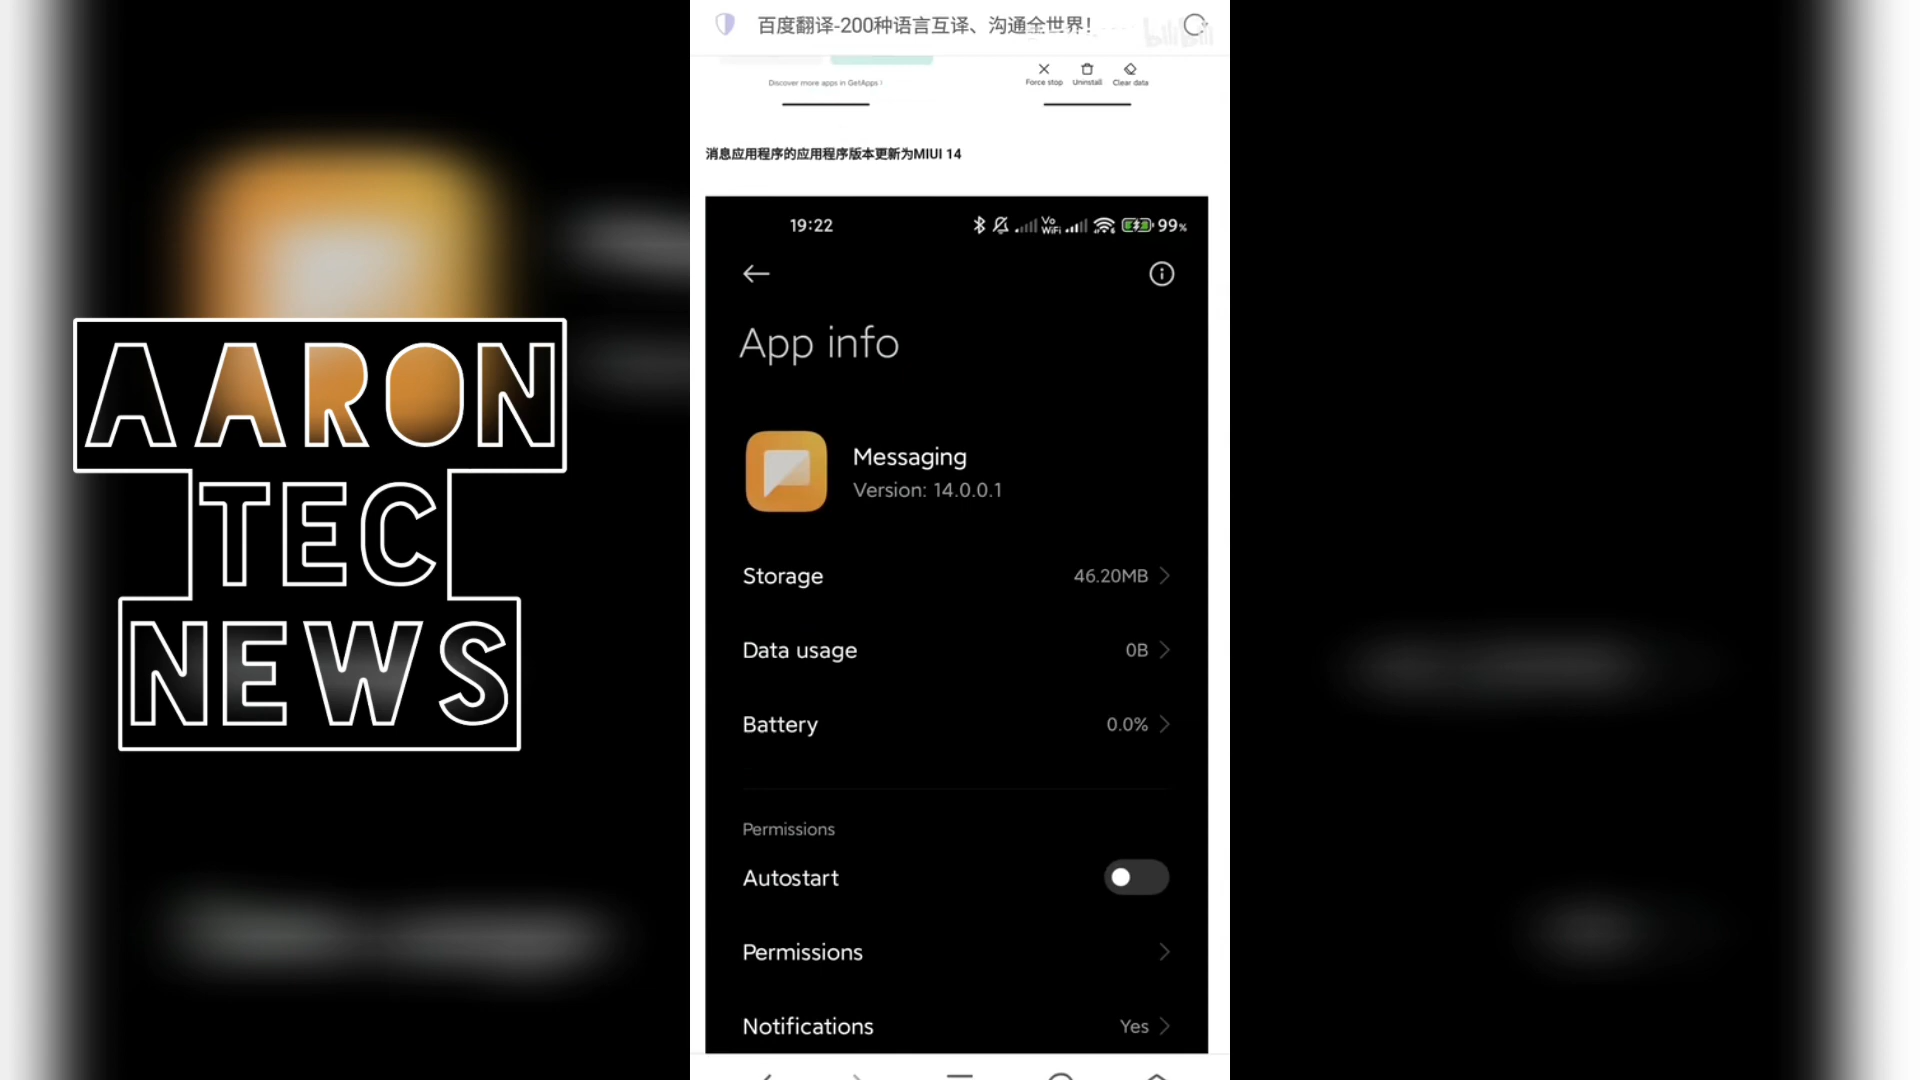 百度翻译-200种语言互译、沟通全世界!
bilibili
Discover more apps in GetApps
Force stop Uninstall Clear data
消息应用程序的应用程序版本更新为MIUI 14
19:22
Vo WiFi
99%
App info
Messaging
Version: 14.0.0.1
Storage 46.20MB
Data usage 0B
Battery 0.0%
Permissions
Autostart
Permissions
Notifications Yes
AARON
TEC
NEWS